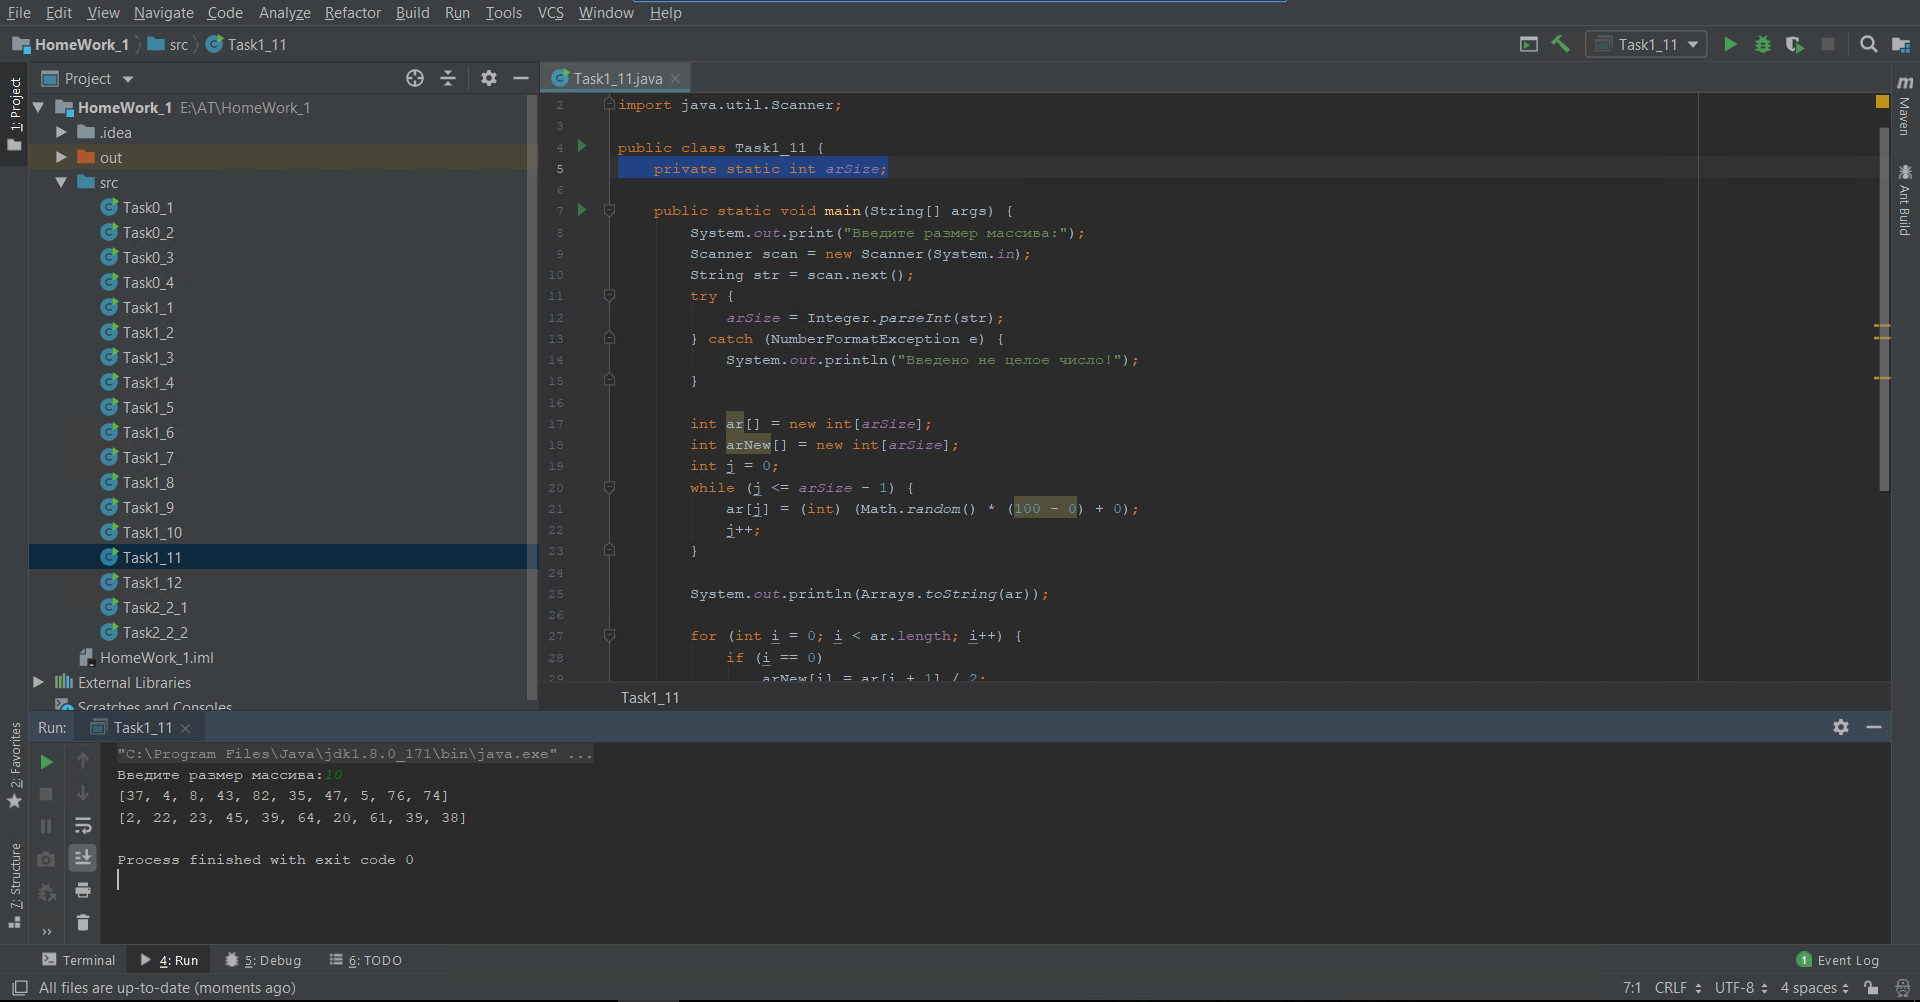 File Edit View Navigate Code Analyze Refactor Build Run Tools VCS Window Help
HomeWork_1 src Task1_11
Task1_11
1: Project
Project
HomeWork_1 E:\AT\HomeWork_1
.idea
out
src
Task0_1
Task0_2
Task0_3
Task0_4
Task1_1
Task1_2
Task1_3
Task1_4
Task1_5
Task1_6
Task1_7
Task1_8
Task1_9
Task1_10
Task1_11
Task1_12
Task2_2_1
Task2_2_2
HomeWork_1.iml
External Libraries
Scratches and Consoles
Task1_11.java
2 import java.util.Scanner;
3
4 public class Task1_11 {
5 private static int arSize;
6
7 public static void main(String[] args) {
8 System.out.print("Введите размер массива:");
9 Scanner scan = new Scanner(System.in);
10 String str = scan.next();
11 try {
12 arSize = Integer.parseInt(str);
13 } catch (NumberFormatException e) {
14 System.out.println("Введено не целое число!");
15 }
16
17 int ar[] = new int[arSize];
18 int arNew[] = new int[arSize];
19 int j = 0;
20 while (j <= arSize - 1) {
21 ar[j] = (int) (Math.random() * (100 - 0) + 0);
22 j++;
23 }
24
25 System.out.println(Arrays.toString(ar));
26
27 for (int i = 0; i < ar.length; i++) {
28 if (i == 0)
29 arNew[i] = ar[i + 1] / 2;
Task1_11
m Maven
Ant Build
Run: Task1_11
2: Favorites
7: Structure
"C:\Program Files\Java\jdk1.8.0_171\bin\java.exe" ...
Введите размер массива:10
[37, 4, 8, 43, 82, 35, 47, 5, 76, 74]
[2, 22, 23, 45, 39, 64, 20, 61, 39, 38]
Process finished with exit code 0
Terminal 4: Run 5: Debug 6: TODO
1 Event Log
All files are up-to-date (moments ago)
7:1 CRLF UTF-8 4 spaces